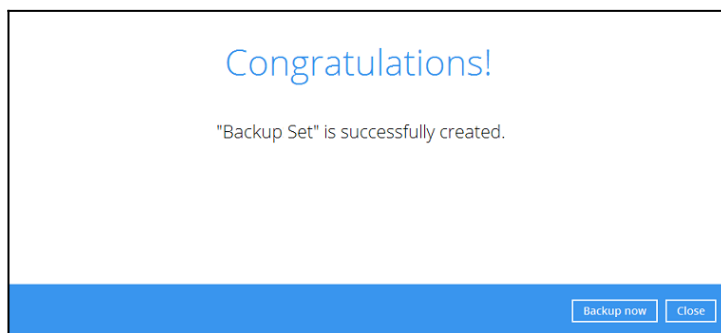 Congratulations!
"Backup Set" is successfully created.
Backup now
Close